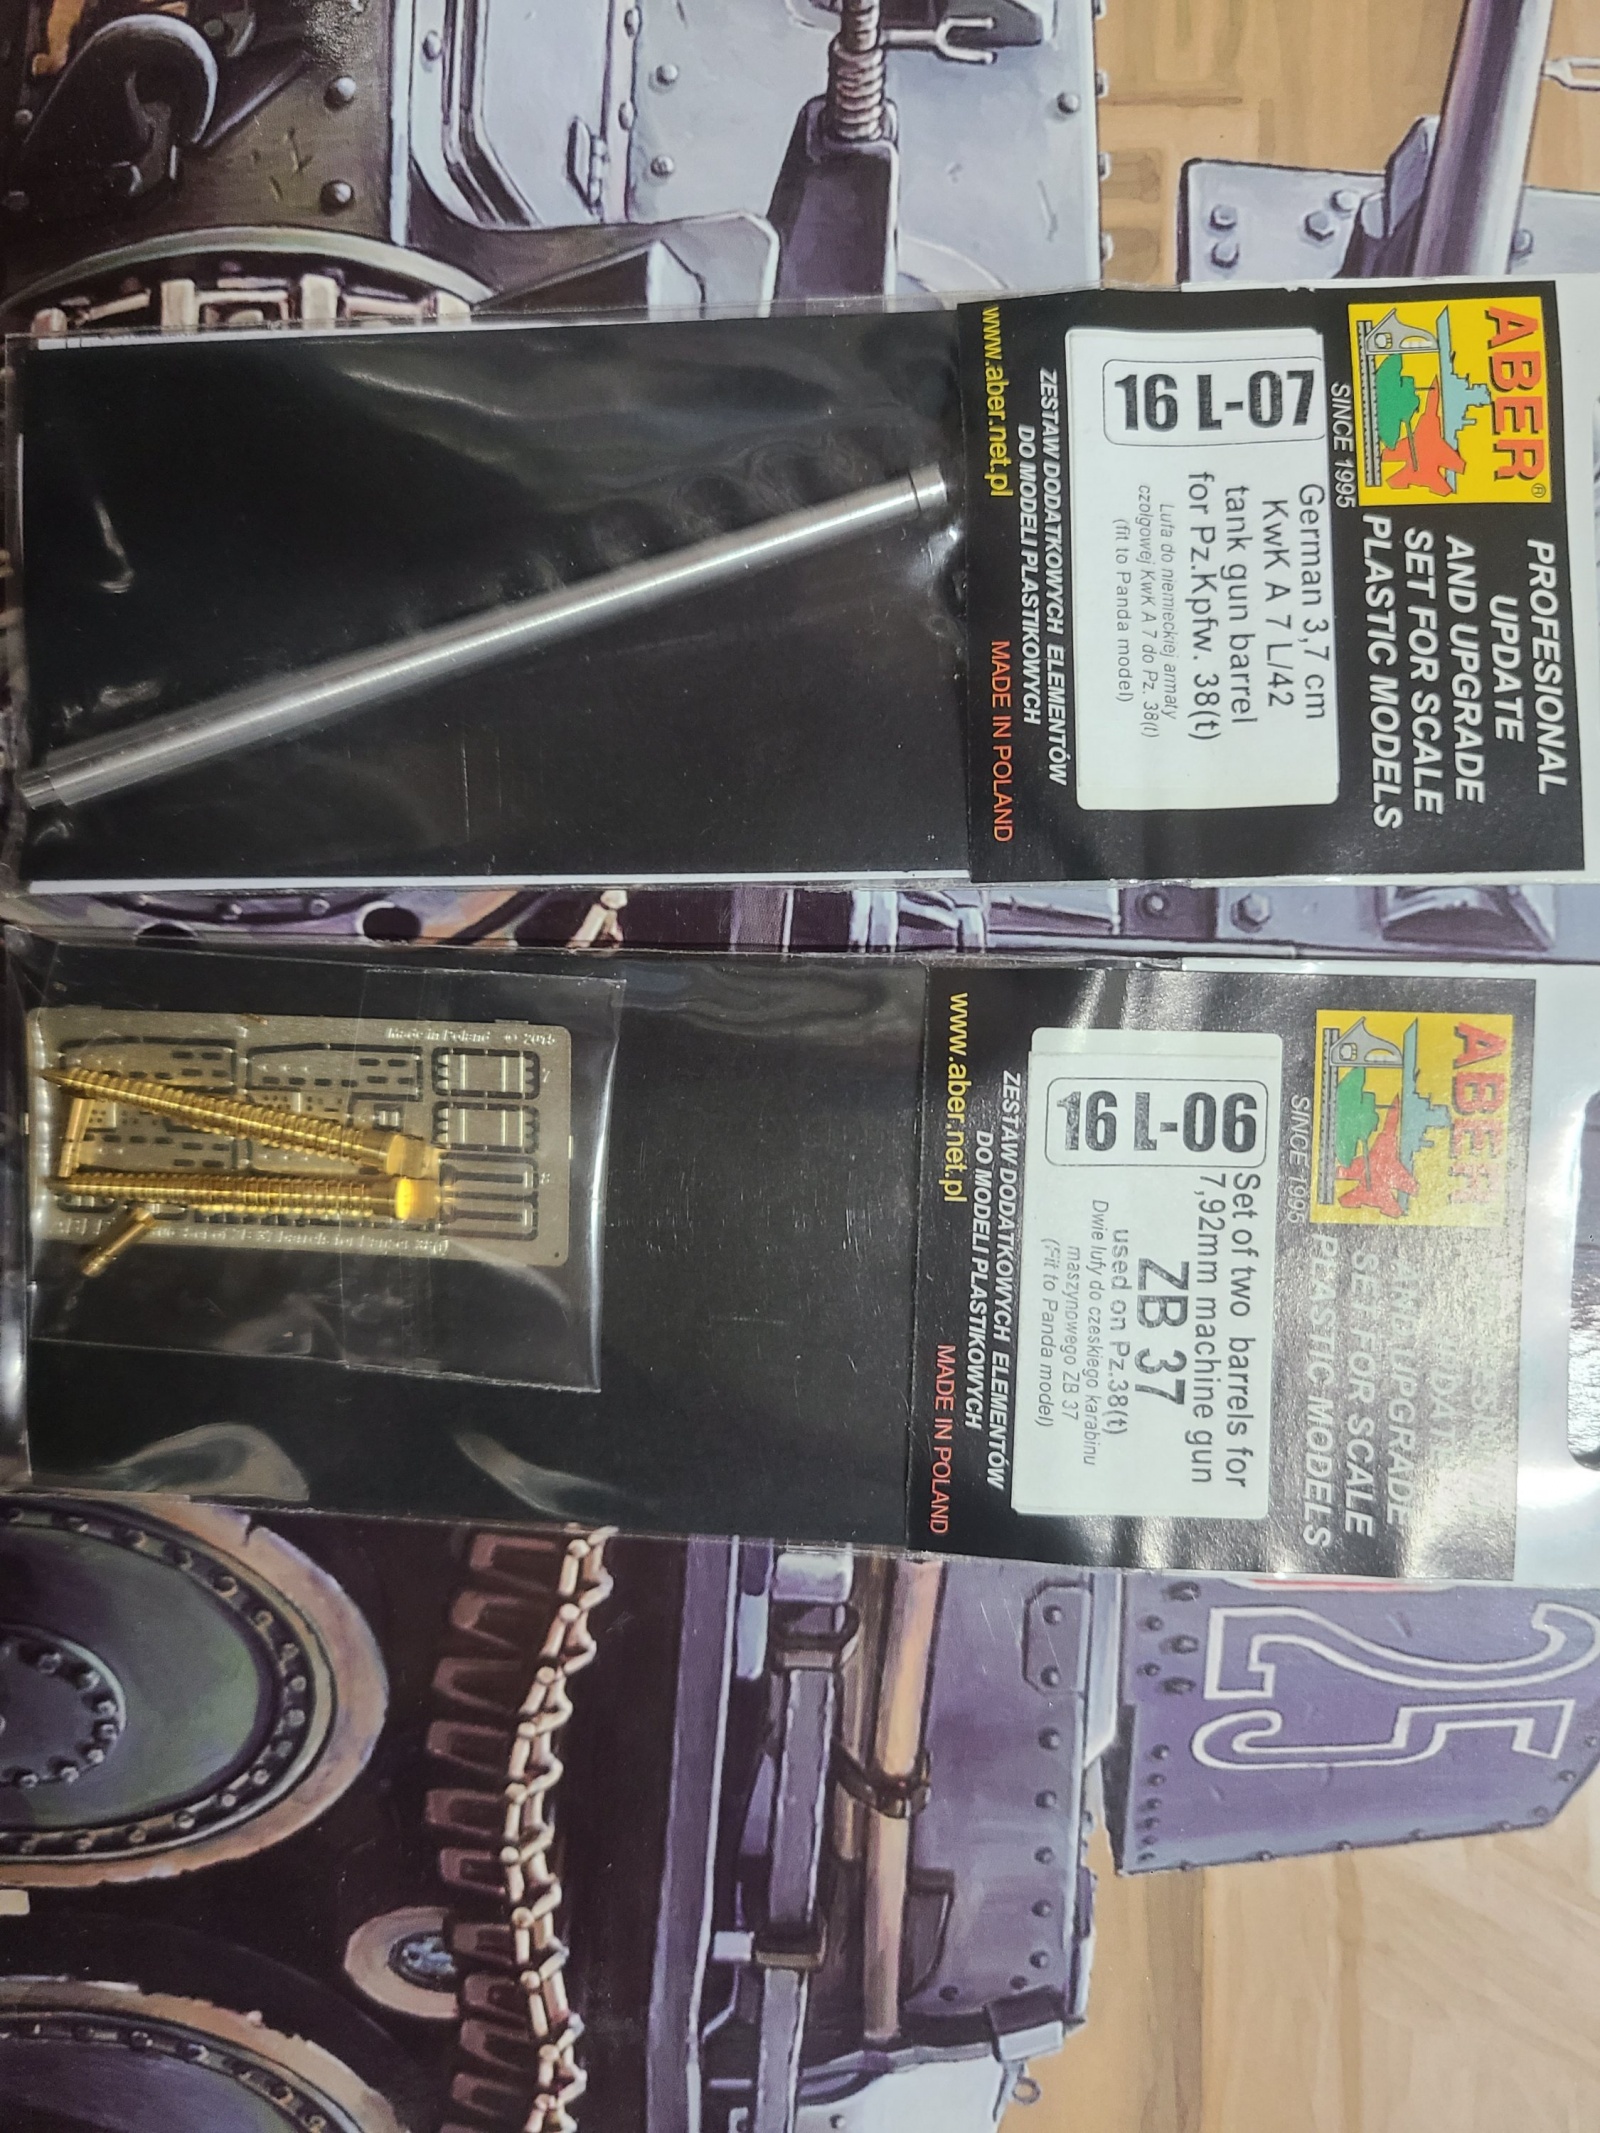 ABER®
SINCE 1995
PROFESIONAL
UPDATE
AND UPGRADE
SET FOR SCALE
PLASTIC MODELS
16 L-07
German 3,7 cm
KwK A 7 L/42
tank gun barrel
for Pz.Kpfw. 38(t)
Lufa do niemieckiej armaty
czołgowej KwK A 7 do Pz. 38(t)
(fit to Panda model)
ZESTAW DODATKOWYCH ELEMENTÓW
DO MODELI PLASTIKOWYCH
www.aber.net.pl
MADE IN POLAND
ABER
SINCE 1995
AND UPGRADE
SET FOR SCALE
PLASTIC MODELS
16 L-06
Set of two barrels for
7,92mm machine gun
ZB 37
used on Pz.38(t)
Dwie lufy do czeskiego karabinu
maszynowego ZB 37
(Fit to Panda model)
ZESTAW DODATKOWYCH ELEMENTÓW
DO MODELI PLASTIKOWYCH
www.aber.net.pl
MADE IN POLAND
Made in Poland © 2015
25